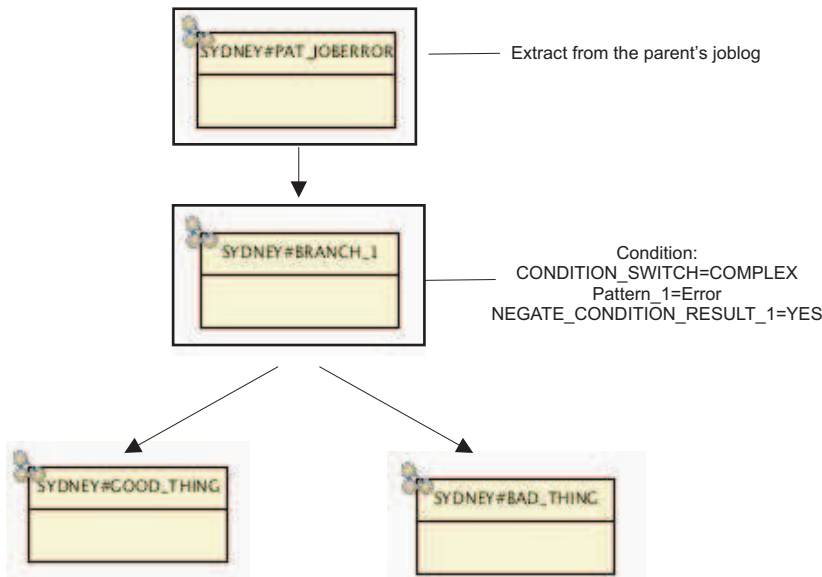 SYDNEY#PAT_JOBERROR
Extract from the parent's joblog
SYDNEY#BRANCH_1
Condition:
CONDITION_SWITCH=COMPLEX
Pattern_1=Error
NEGATE_CONDITION_RESULT_1=YES
SYDNEY#GOOD_THING
SYDNEY#BAD_THING